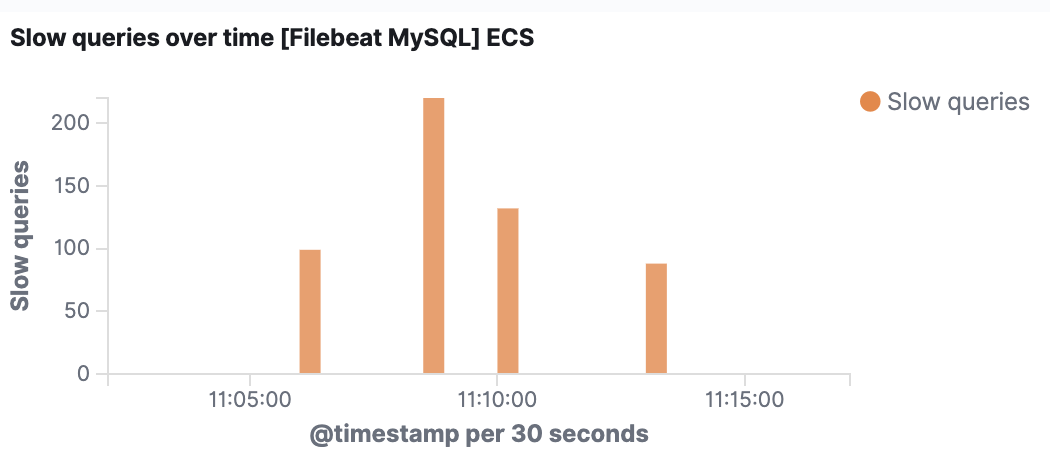 Slow queries over time [Filebeat MySQL] ECS
Slow queries
Slow queries
200
150
100
50
0
11:05:00
11:10:00
11:15:00
@timestamp per 30 seconds